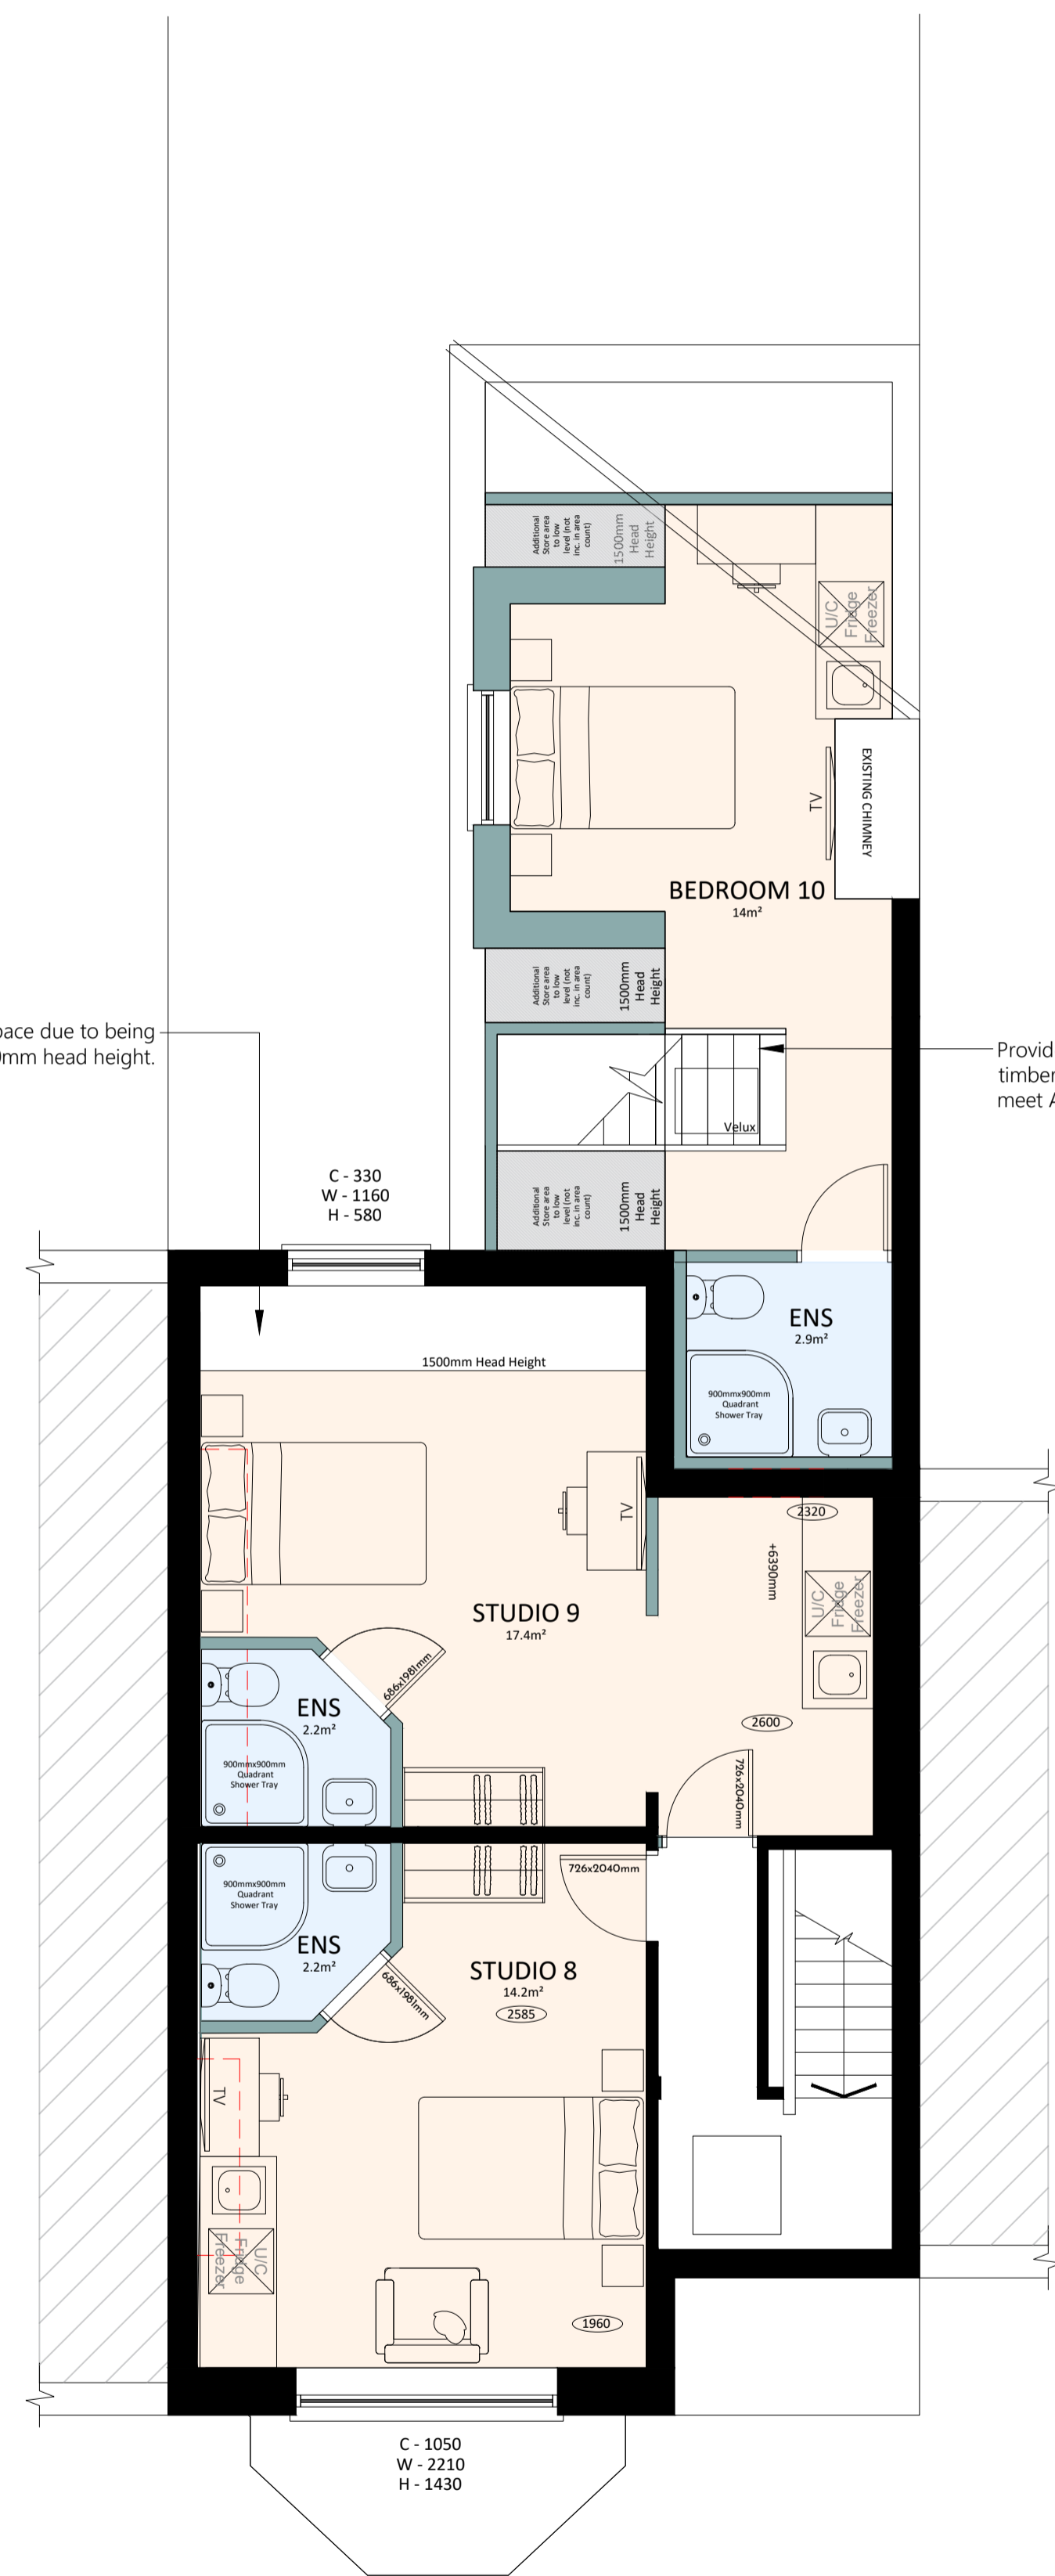 Additional
Store area
to low
level (not
inc. in area
count)
1500mm
Head
Height
U/C
Fridge
Freezer
TV
EXISTING CHIMNEY
BEDROOM 10
14m²
Additional
Store area
to low
level (not
inc. in area
count)
1500mm
Head
Height
pace due to being
0mm head height.
Provid
timber
meet A
Velux
Additional
Store area
to low
level (not
inc. in area
count)
1500mm
Head
Height
C - 330
W - 1160
H - 580
ENS
2.9m²
900mmx900mm
Quadrant
Shower Tray
1500mm Head Height
TV
2320
+6390mm
U/C
Fridge
Freezer
STUDIO 9
17.4m²
686x1981mm
ENS
2.2m²
900mmx900mm
Quadrant
Shower Tray
2600
726x2040mm
726x2040mm
900mmx900mm
Quadrant
Shower Tray
ENS
2.2m²
686x1981mm
STUDIO 8
14.2m²
2585
TV
U/C
Fridge
Freezer
1960
C - 1050
W - 2210
H - 1430